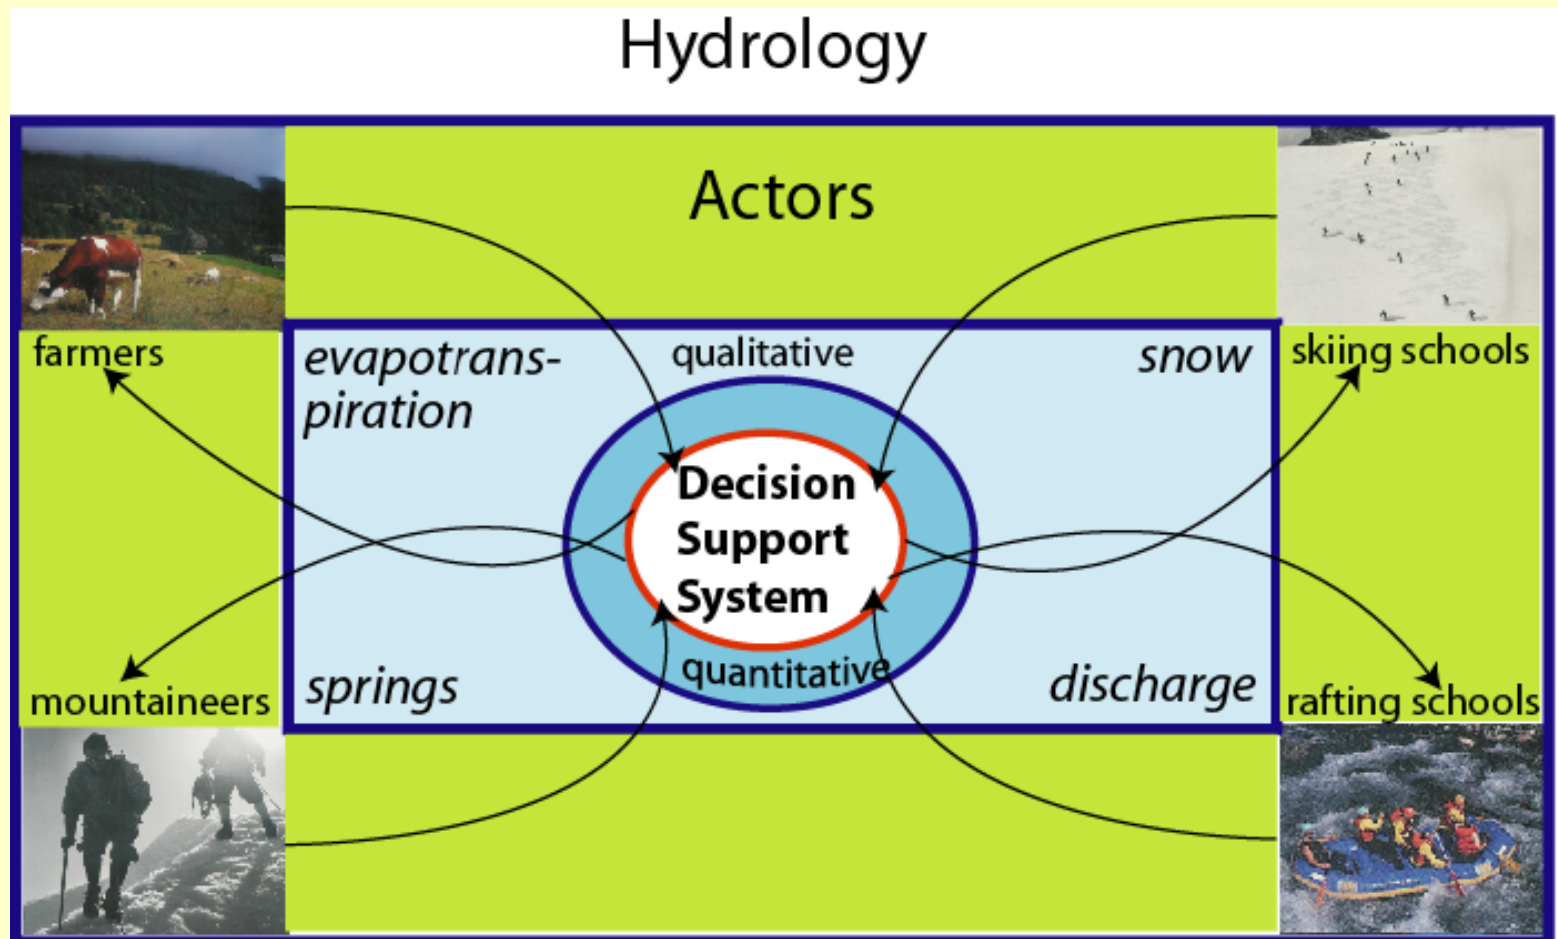 Hydrology
Actors
farmers
evapotrans-
piration
qualitative
snow
skiing schools
Decision
Support
System
mountaineers
springs
quantitative
discharge
rafting schools